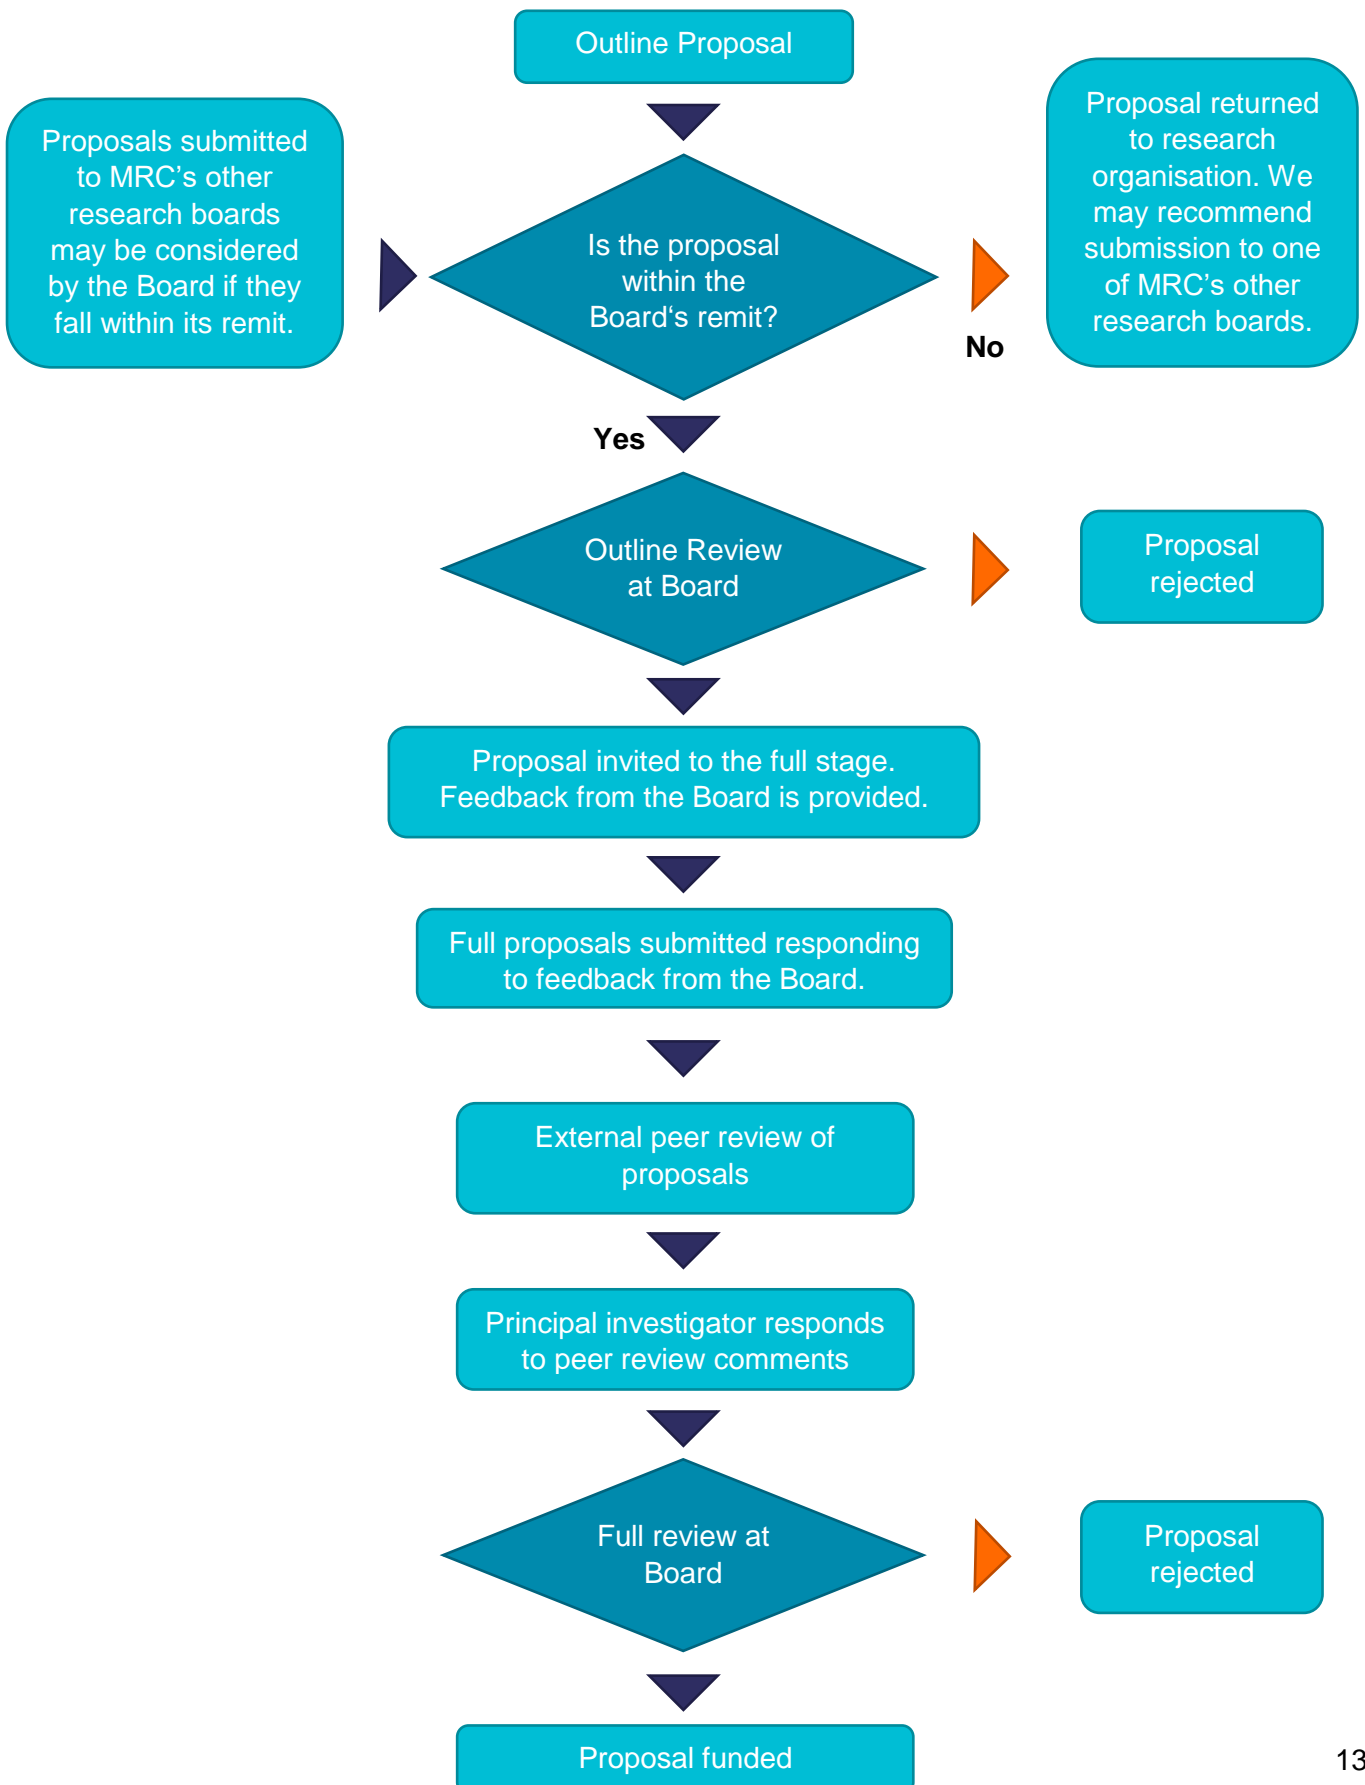 Outline Proposal
Proposals submitted
to MRC’s other
research boards
may be considered
by the Board if they
fall within its remit.
Is the proposal
within the
Board‘s remit?
No
Proposal returned
to research
organisation. We
may recommend
submission to one
of MRC’s other
research boards.
Yes
Outline Review
at Board
Proposal
rejected
Proposal invited to the full stage.
Feedback from the Board is provided.
Full proposals submitted responding
to feedback from the Board.
External peer review of
proposals
Principal investigator responds
to peer review comments
Full review at
Board
Proposal
rejected
Proposal funded
13